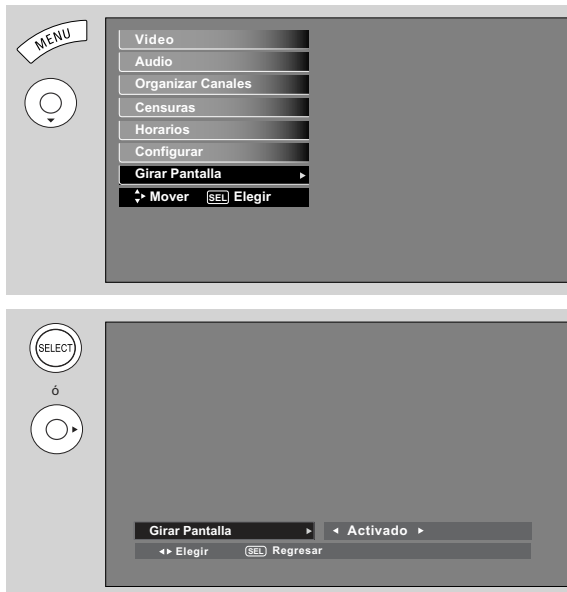 MENU
Video
Audio
Organizar Canales
Censuras
Horarios
Configurar
Girar Pantalla
Mover SEL Elegir
SELECT
ó
Girar Pantalla Activado
Elegir SEL Regresar